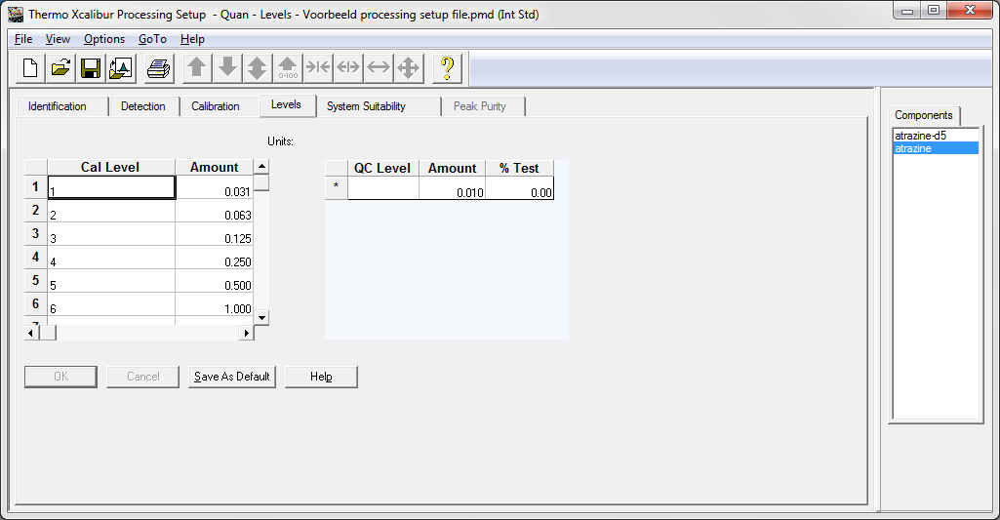 Thermo Xcalibur Processing Setup - Quan - Levels - Voorbeeld processing setup file.pmd (Int Std)
File View Options GoTo Help
0-100
?
Identification Detection Calibration Levels System Suitability Peak Purity
Components
atrazine-d5
atrazine
Units:
Cal Level Amount
1 1 0.031
2 2 0.063
3 3 0.125
4 4 0.250
5 5 0.500
6 6 1.000
QC Level Amount % Test
* 0.010 0.00
OK Cancel Save As Default Help